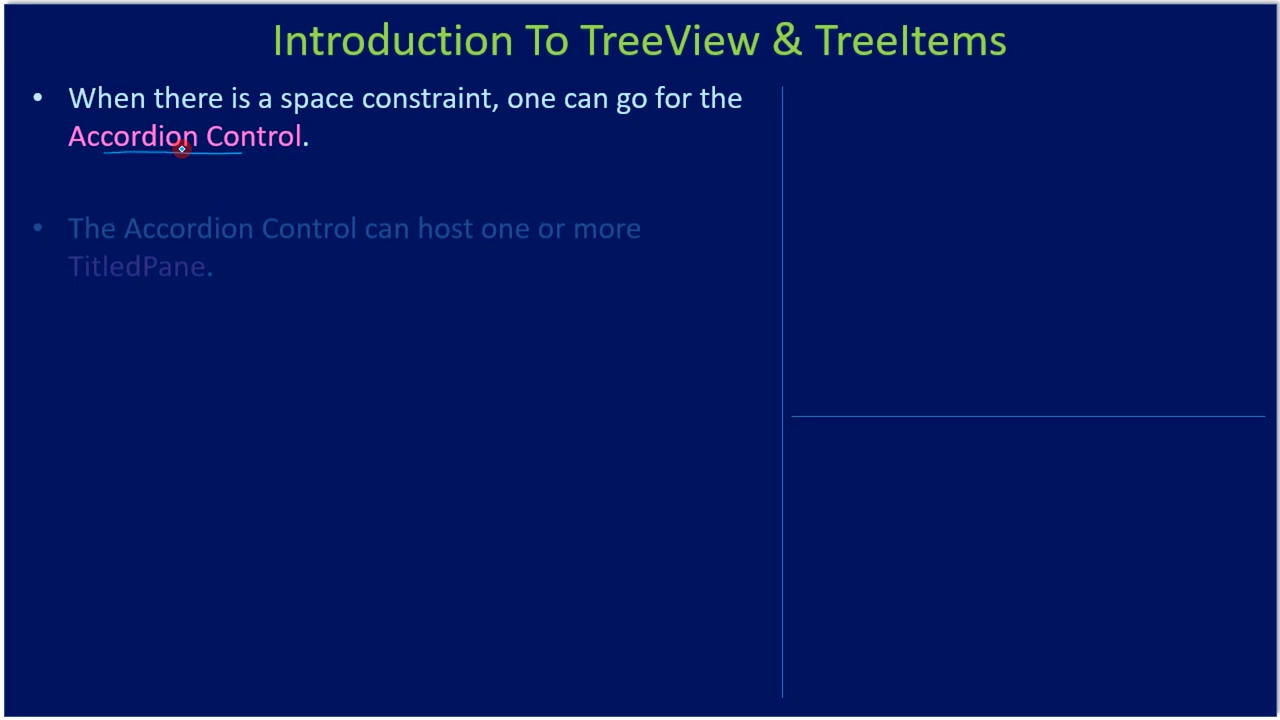 Introduction To TreeView & TreeItems
• When there is a space constraint, one can go for the
Accordion Control.
• The Accordion Control can host one or more
TitledPane.